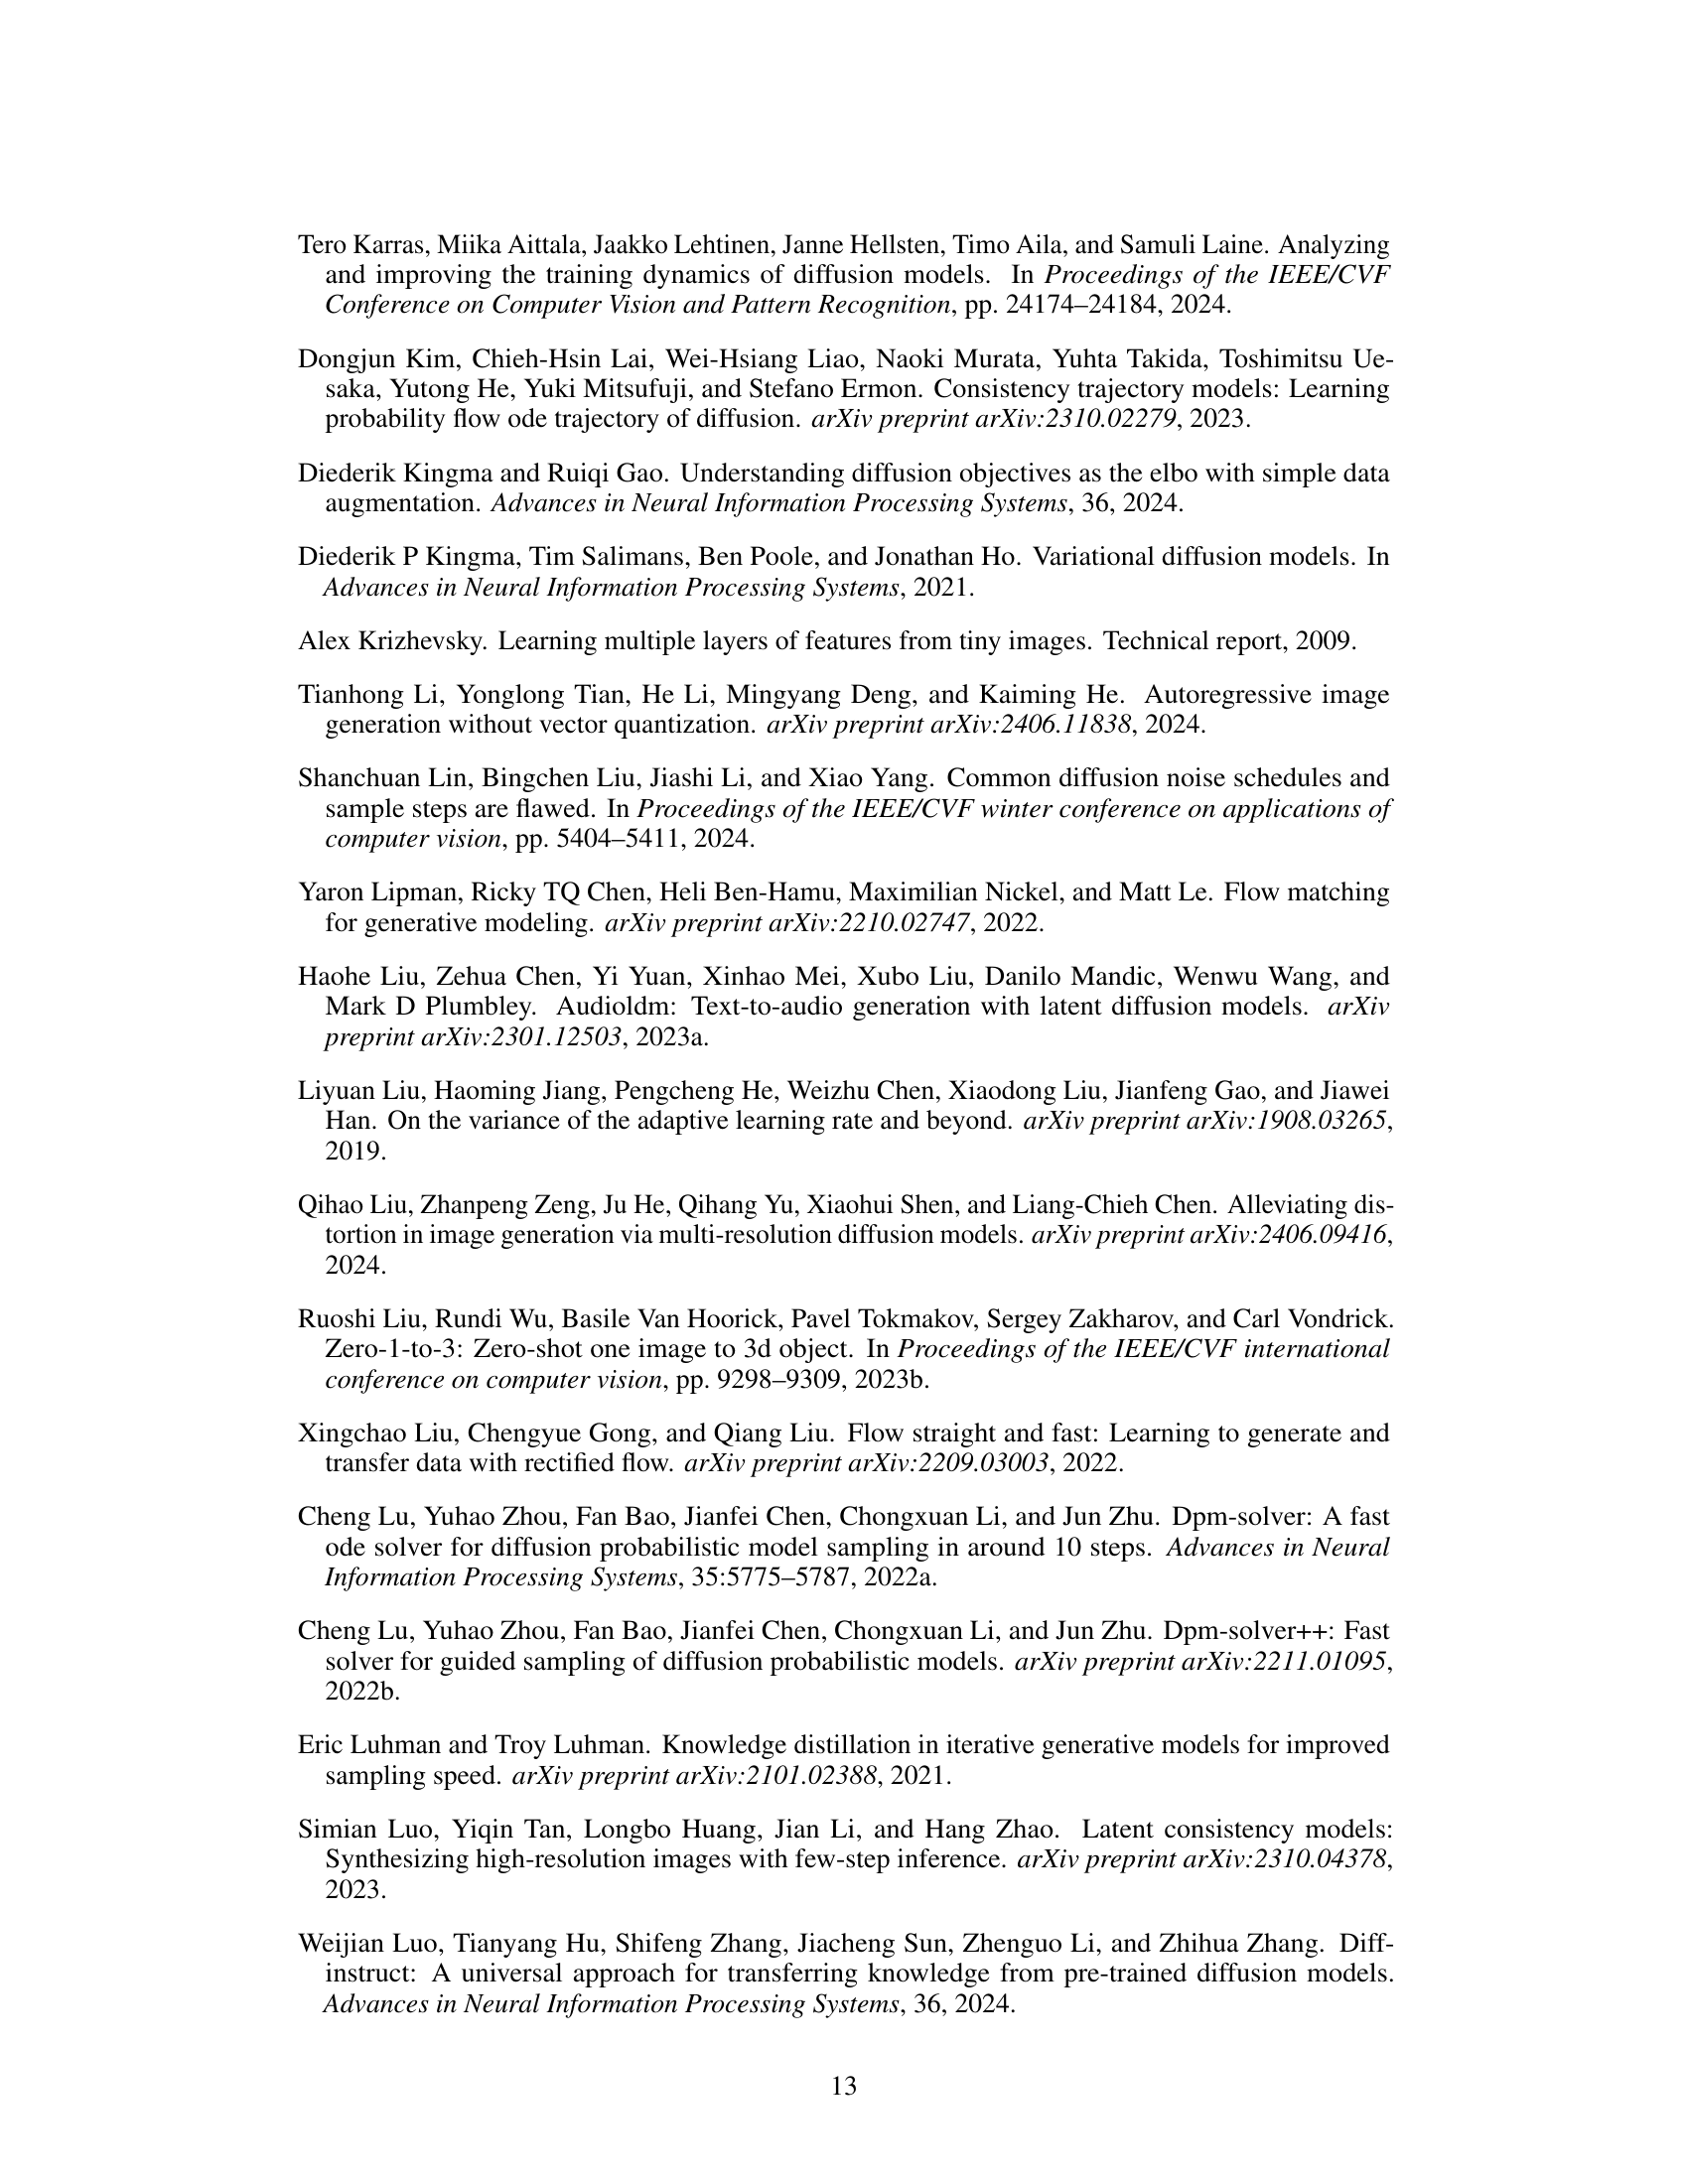 Tero Karras, Miika Aittala, Jaakko Lehtinen, Janne Hellsten, Timo Aila, and Samuli Laine. Analyzing
and improving the training dynamics of diffusion models. In Proceedings of the IEEE/CVF
Conference on Computer Vision and Pattern Recognition, pp. 24174–24184, 2024.
Dongjun Kim, Chieh-Hsin Lai, Wei-Hsiang Liao, Naoki Murata, Yuhta Takida, Toshimitsu Ue-
saka, Yutong He, Yuki Mitsufuji, and Stefano Ermon. Consistency trajectory models: Learning
probability flow ode trajectory of diffusion. arXiv preprint arXiv:2310.02279, 2023.
Diederik Kingma and Ruiqi Gao. Understanding diffusion objectives as the elbo with simple data
augmentation. Advances in Neural Information Processing Systems, 36, 2024.
Diederik P Kingma, Tim Salimans, Ben Poole, and Jonathan Ho. Variational diffusion models. In
Advances in Neural Information Processing Systems, 2021.
Alex Krizhevsky. Learning multiple layers of features from tiny images. Technical report, 2009.
Tianhong Li, Yonglong Tian, He Li, Mingyang Deng, and Kaiming He. Autoregressive image
generation without vector quantization. arXiv preprint arXiv:2406.11838, 2024.
Shanchuan Lin, Bingchen Liu, Jiashi Li, and Xiao Yang. Common diffusion noise schedules and
sample steps are flawed. In Proceedings of the IEEE/CVF winter conference on applications of
computer vision, pp. 5404–5411, 2024.
Yaron Lipman, Ricky TQ Chen, Heli Ben-Hamu, Maximilian Nickel, and Matt Le. Flow matching
for generative modeling. arXiv preprint arXiv:2210.02747, 2022.
Haohe Liu, Zehua Chen, Yi Yuan, Xinhao Mei, Xubo Liu, Danilo Mandic, Wenwu Wang, and
Mark D Plumbley. Audioldm: Text-to-audio generation with latent diffusion models. arXiv
preprint arXiv:2301.12503, 2023a.
Liyuan Liu, Haoming Jiang, Pengcheng He, Weizhu Chen, Xiaodong Liu, Jianfeng Gao, and Jiawei
Han. On the variance of the adaptive learning rate and beyond. arXiv preprint arXiv:1908.03265,
2019.
Qihao Liu, Zhanpeng Zeng, Ju He, Qihang Yu, Xiaohui Shen, and Liang-Chieh Chen. Alleviating dis-
tortion in image generation via multi-resolution diffusion models. arXiv preprint arXiv:2406.09416,
2024.
Ruoshi Liu, Rundi Wu, Basile Van Hoorick, Pavel Tokmakov, Sergey Zakharov, and Carl Vondrick.
Zero-1-to-3: Zero-shot one image to 3d object. In Proceedings of the IEEE/CVF international
conference on computer vision, pp. 9298–9309, 2023b.
Xingchao Liu, Chengyue Gong, and Qiang Liu. Flow straight and fast: Learning to generate and
transfer data with rectified flow. arXiv preprint arXiv:2209.03003, 2022.
Cheng Lu, Yuhao Zhou, Fan Bao, Jianfei Chen, Chongxuan Li, and Jun Zhu. Dpm-solver: A fast
ode solver for diffusion probabilistic model sampling in around 10 steps. Advances in Neural
Information Processing Systems, 35:5775–5787, 2022a.
Cheng Lu, Yuhao Zhou, Fan Bao, Jianfei Chen, Chongxuan Li, and Jun Zhu. Dpm-solver++: Fast
solver for guided sampling of diffusion probabilistic models. arXiv preprint arXiv:2211.01095,
2022b.
Eric Luhman and Troy Luhman. Knowledge distillation in iterative generative models for improved
sampling speed. arXiv preprint arXiv:2101.02388, 2021.
Simian Luo, Yiqin Tan, Longbo Huang, Jian Li, and Hang Zhao. Latent consistency models:
Synthesizing high-resolution images with few-step inference. arXiv preprint arXiv:2310.04378,
2023.
Weijian Luo, Tianyang Hu, Shifeng Zhang, Jiacheng Sun, Zhenguo Li, and Zhihua Zhang. Diff-
instruct: A universal approach for transferring knowledge from pre-trained diffusion models.
Advances in Neural Information Processing Systems, 36, 2024.
13